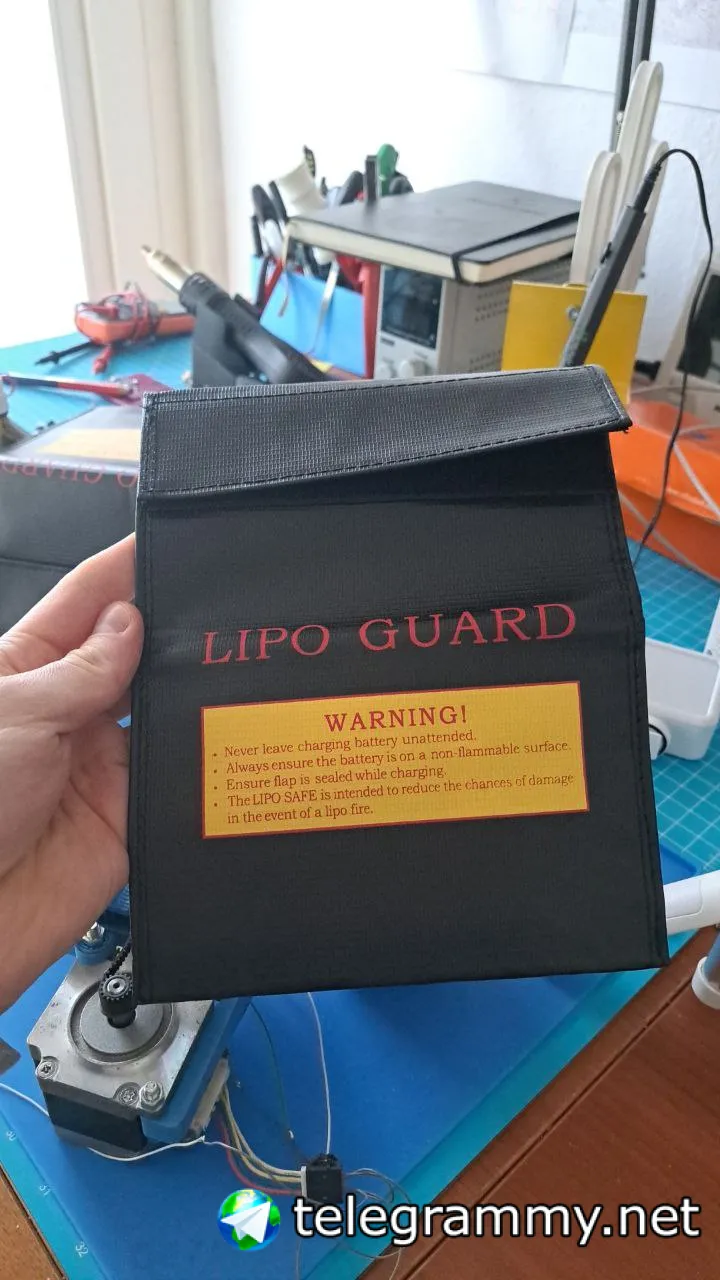 LIPO GUARD
WARNING!
• Never leave charging battery unattended.
• Always ensure the battery is on a non-flammable surface.
• Ensure flap is sealed while charging.
• The LIPO SAFE is intended to reduce the chances of damage
in the event of a lipo fire.
telegrammy.net